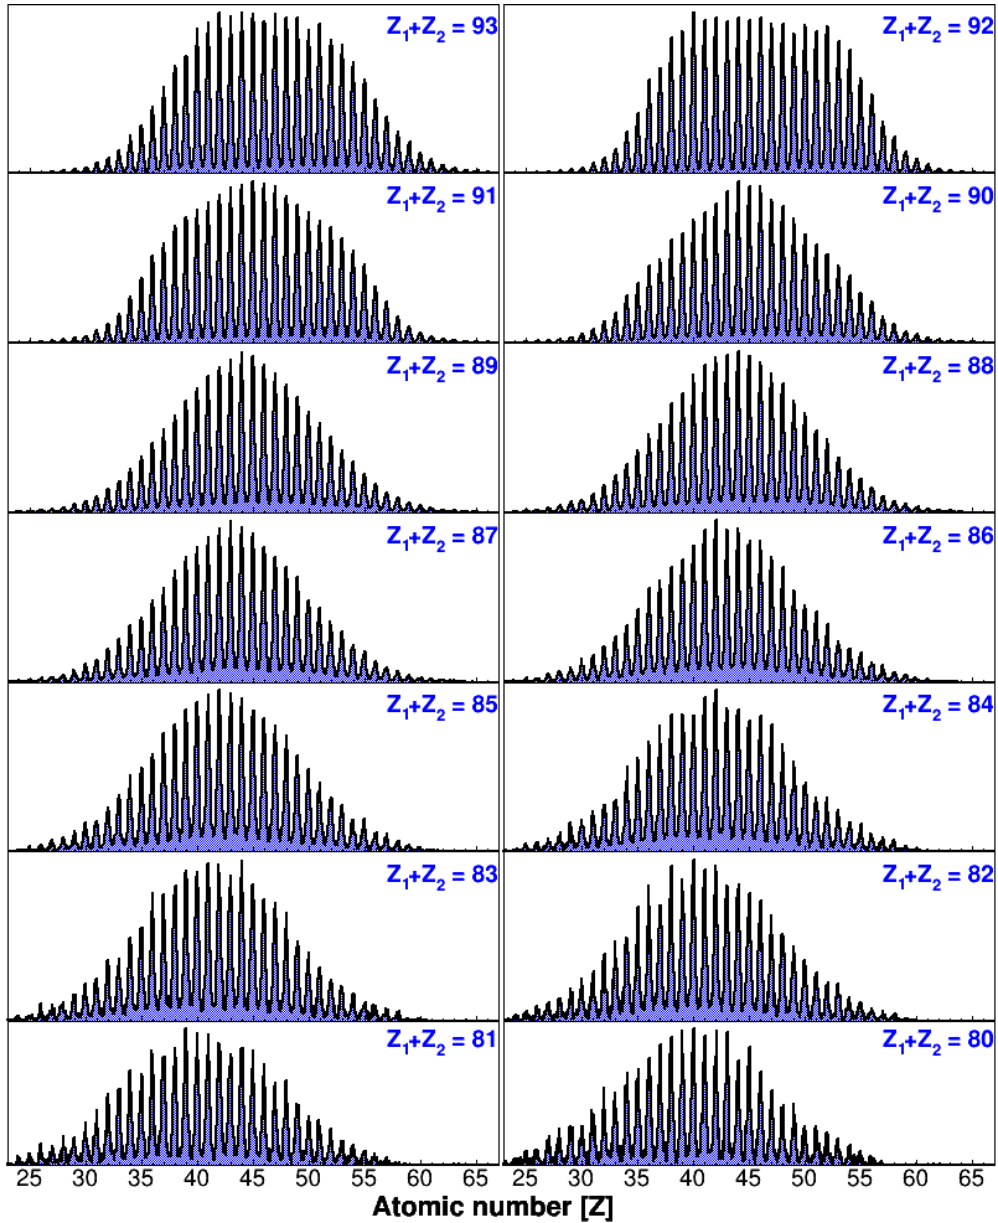 Z₁+Z₂ = 93
Z₁+Z₂ = 92
Z₁+Z₂ = 91
Z₁+Z₂ = 90
Z₁+Z₂ = 89
Z₁+Z₂ = 88
Z₁+Z₂ = 87
Z₁+Z₂ = 86
Z₁+Z₂ = 85
Z₁+Z₂ = 84
Z₁+Z₂ = 83
Z₁+Z₂ = 82
Z₁+Z₂ = 81
Z₁+Z₂ = 80
25 30 35 40 45 50 55 60 65 25 30 35 40 45 50 55 60 65
Atomic number [Z]